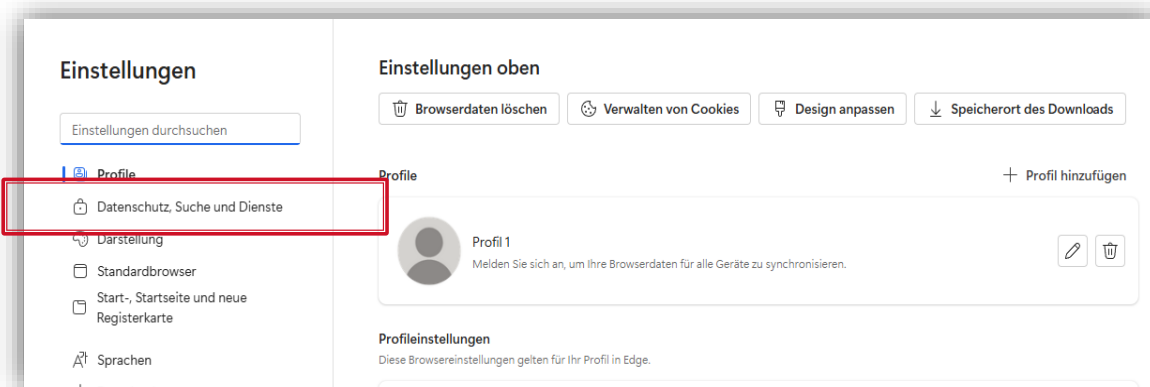 Einstellungen
Einstellungen durchsuchen
Profile
Datenschutz, Suche und Dienste
Darstellung
Standardbrowser
Start-, Startseite und neue
Registerkarte
Sprachen
Einstellungen oben
Browserdaten löschen
Verwalten von Cookies
Design anpassen
Speicherort des Downloads
Profile
Profil hinzufügen
Profil 1
Melden Sie sich an, um Ihre Browserdaten für alle Geräte zu synchronisieren.
Profileinstellungen
Diese Browsereinstellungen gelten für Ihr Profil in Edge.